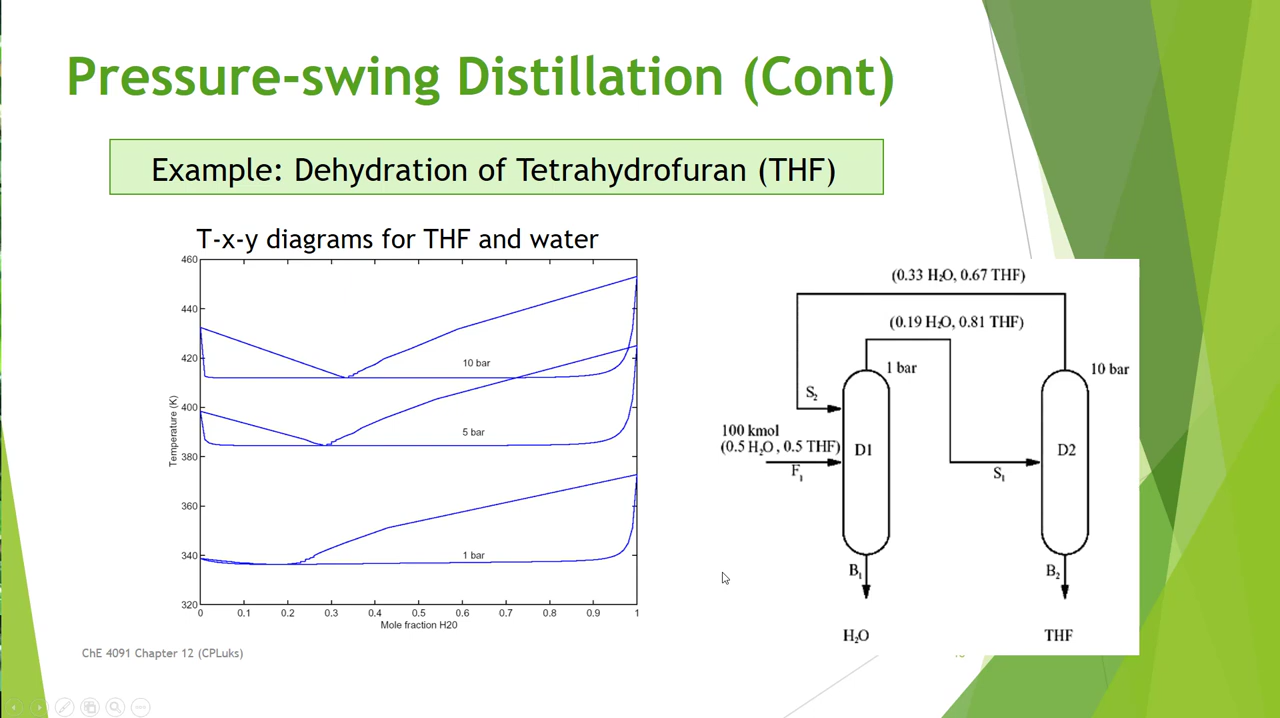 Pressure-swing Distillation (Cont)
Example: Dehydration of Tetrahydrofuran (THF)
T-x-y diagrams for THF and water
460
440
420
400
380
360
340
320
Temperature (K)
10 bar
5 bar
1 bar
0 0.1 0.2 0.3 0.4 0.5 0.6 0.7 0.8 0.9 1
Mole fraction H20
(0.33 H₂O, 0.67 THF)
(0.19 H₂O, 0.81 THF)
1 bar
10 bar
S₂
100 kmol
(0.5 H₂O, 0.5 THF)
F₁
D1
S₁
D2
B₁
B₂
H₂O
THF
ChE 4091 Chapter 12 (CPLuks)